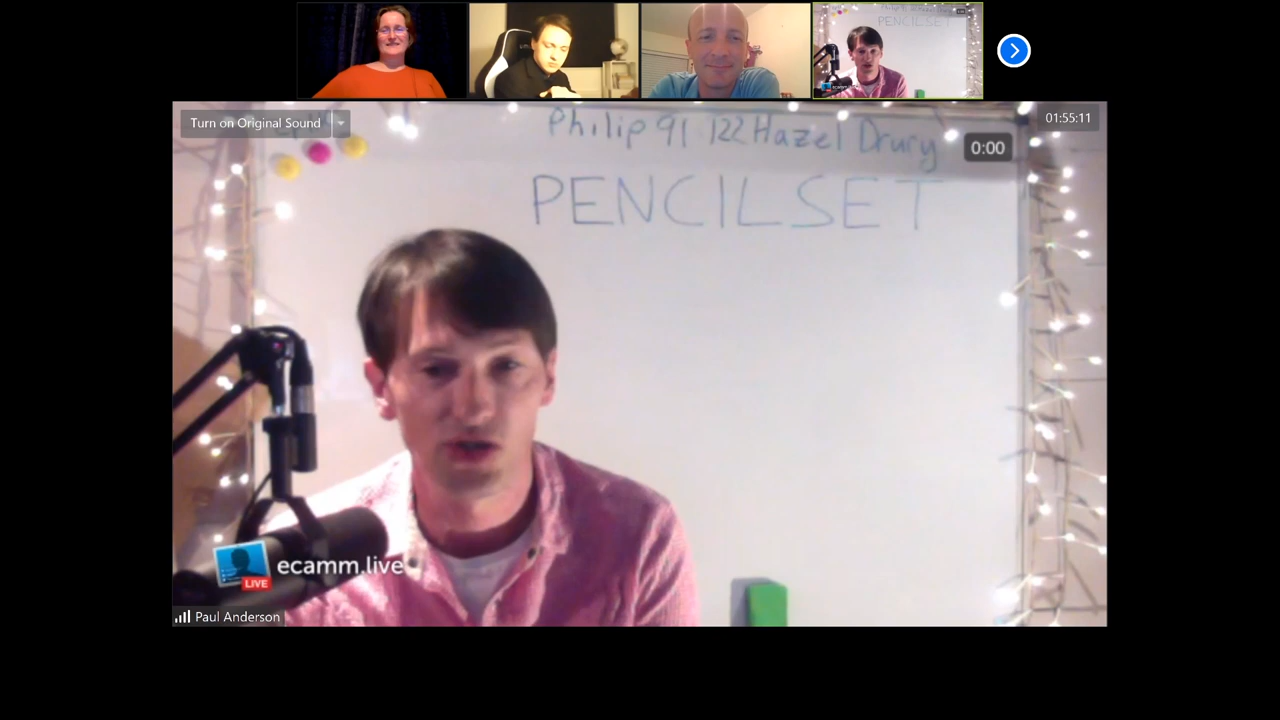 Turn on Original Sound
01:55:11
Philip 91 122 Hazel Drury
0:00
PENCILSET
LIVE
ecamm.live
Paul Anderson